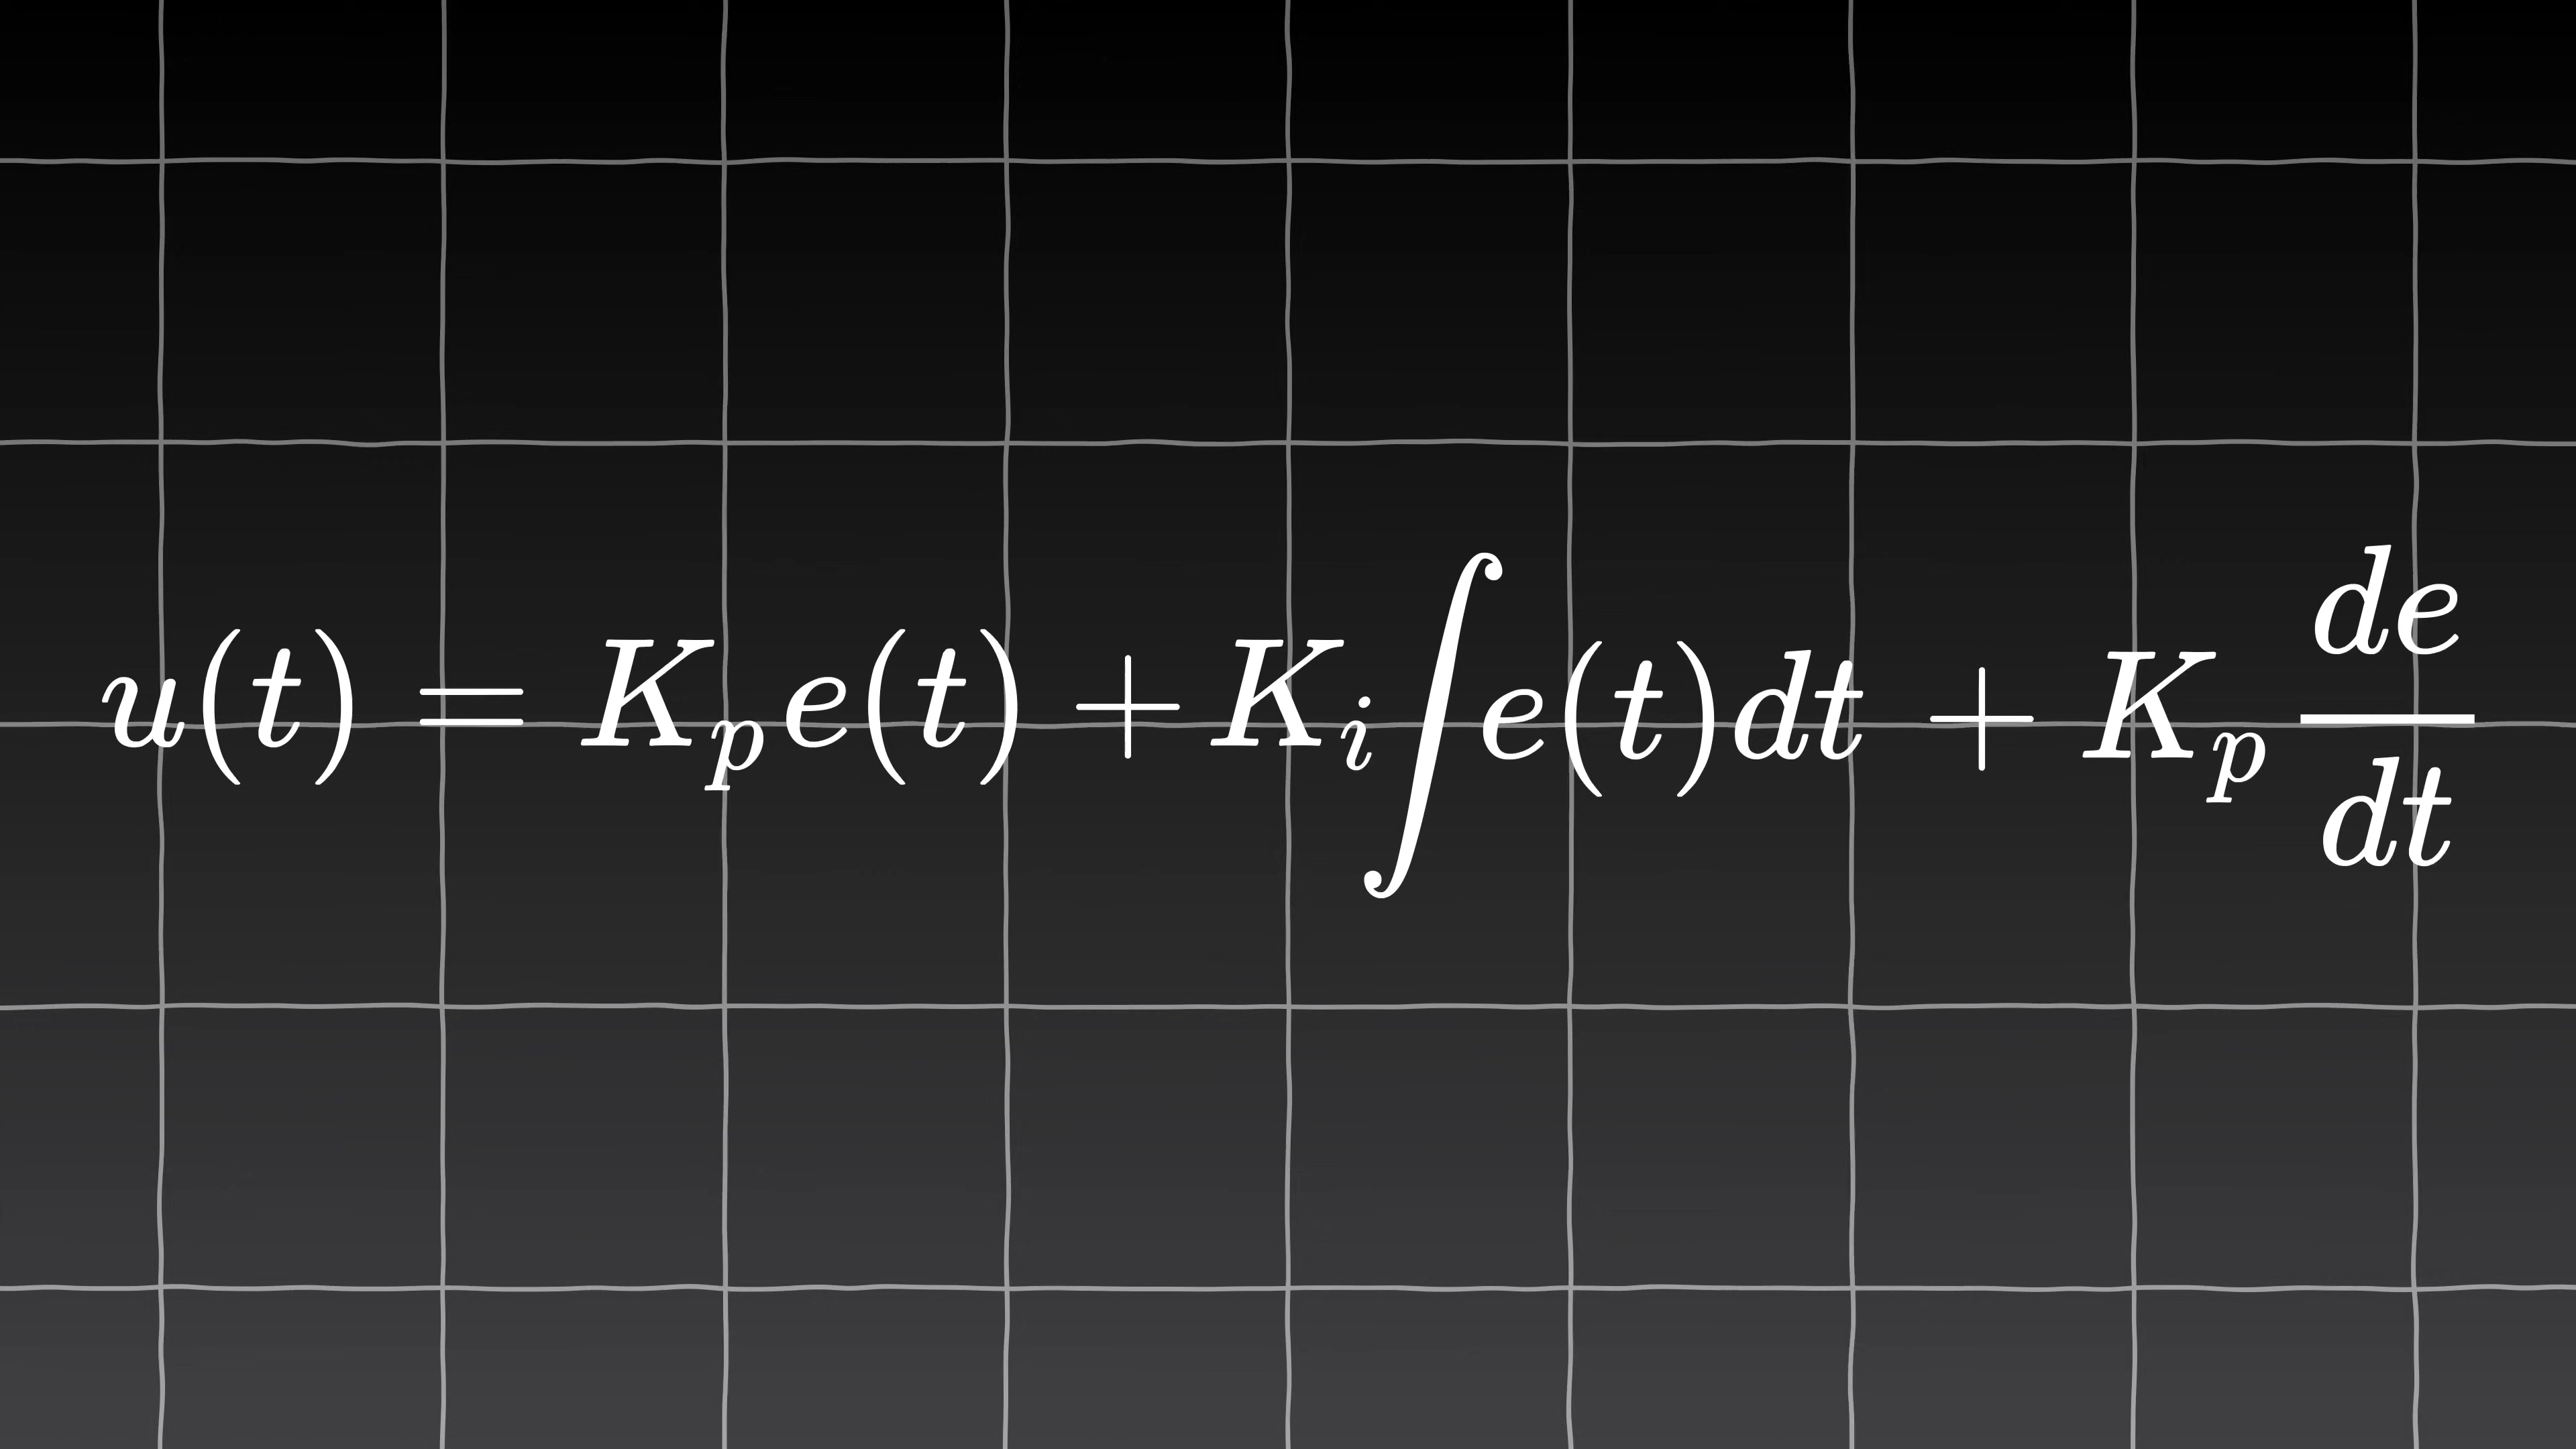 u(t) = K_p e(t) + K_i ∫ e(t)dt + K_p de/dt